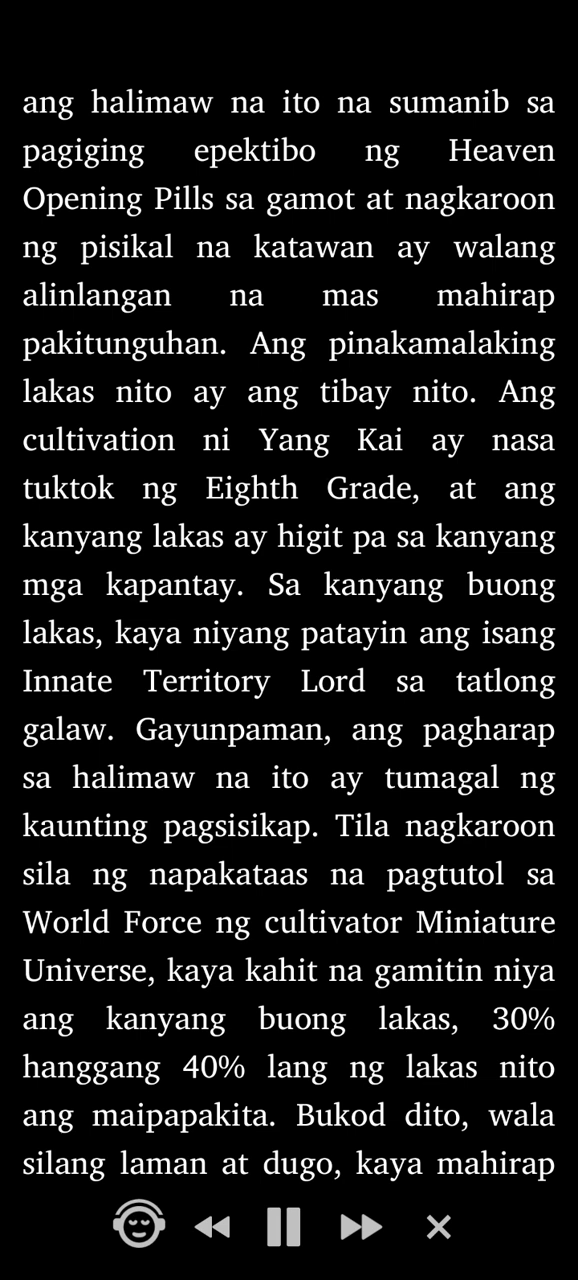 ang halimaw na ito na sumanib sa
pagiging epektibo ng Heaven
Opening Pills sa gamot at nagkaroon
ng pisikal na katawan ay walang
alinlangan na mas mahirap
pakitunguhan. Ang pinakamalaking
lakas nito ay ang tibay nito. Ang
cultivation ni Yang Kai ay nasa
tuktok ng Eighth Grade, at ang
kanyang lakas ay higit pa sa kanyang
mga kapantay. Sa kanyang buong
lakas, kaya niyang patayin ang isang
Innate Territory Lord sa tatlong
galaw. Gayunpaman, ang pagharap
sa halimaw na ito ay tumagal ng
kaunting pagsisikap. Tila nagkaroon
sila ng napakataas na pagtutol sa
World Force ng cultivator Miniature
Universe, kaya kahit na gamitin niya
ang kanyang buong lakas, 30%
hanggang 40% lang ng lakas nito
ang maipapakita. Bukod dito, wala
silang laman at dugo, kaya mahirap